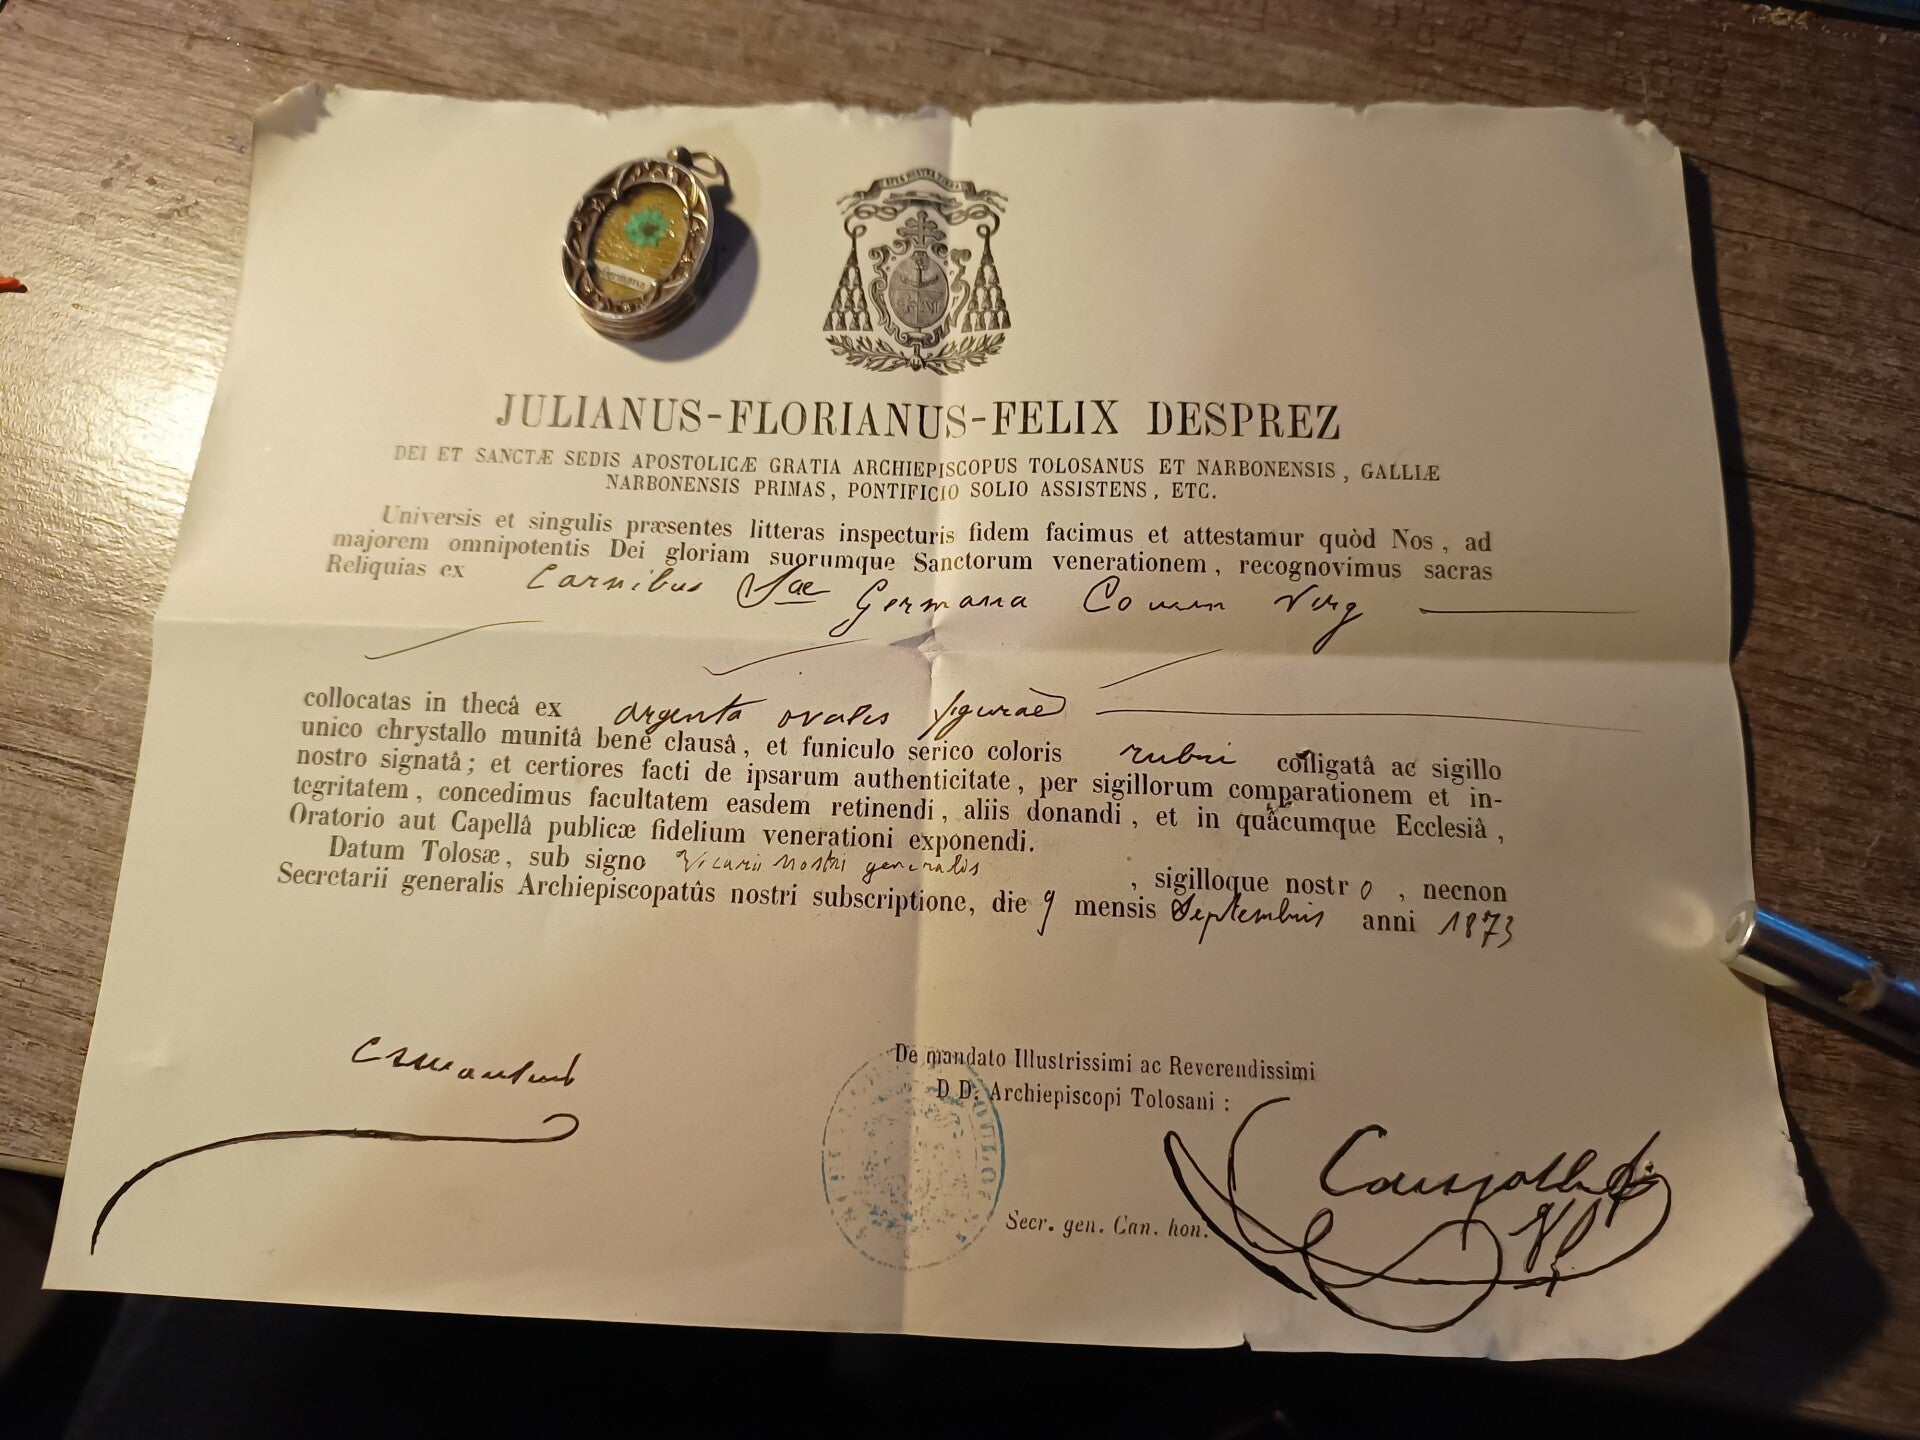 Germana
JULIANUS-FLORIANUS-FELIX DESPREZ
DEI ET SANCTÆ SEDIS APOSTOLICÆ GRATIA ARCHIEPISCOPUS TOLOSANUS ET NARBONENSIS, GALLIÆ
NARBONENSIS PRIMAS, PONTIFICIO SOLIO ASSISTENS, ETC.
Universis et singulis præsentes litteras inspecturis fidem facimus et attestamur quòd Nos, ad
majorem omnipotentis Dei gloriam suorumque Sanctorum venerationem, recognovimus sacras
Reliquias ex Carnibus Sae Germana Cousin Virg
collocatas in thecâ ex argento ovalis figuræ
unico chrystallo munitâ benè clausâ, et funiculo serico coloris rubri colligatâ ac sigillo
nostro signatâ; et certiores facti de ipsarum authenticitate, per sigillorum comparationem et in-
tegritatem, concedimus facultatem easdem retinendi, aliis donandi, et in quâcumque Ecclesiâ,
Oratorio aut Capellâ publicæ fidelium venerationi exponendi.
Datum Tolosæ, sub signo Vicarii nostri generalis, sigilloque nostro, necnon
Secretarii generalis Archiepiscopatûs nostri subscriptione, die 9 mensis Septembris anni 1873
De mandato Illustrissimi ac Reverendissimi
D.D. Archiepiscopi Tolosani :
Secr. gen. Can. hon.